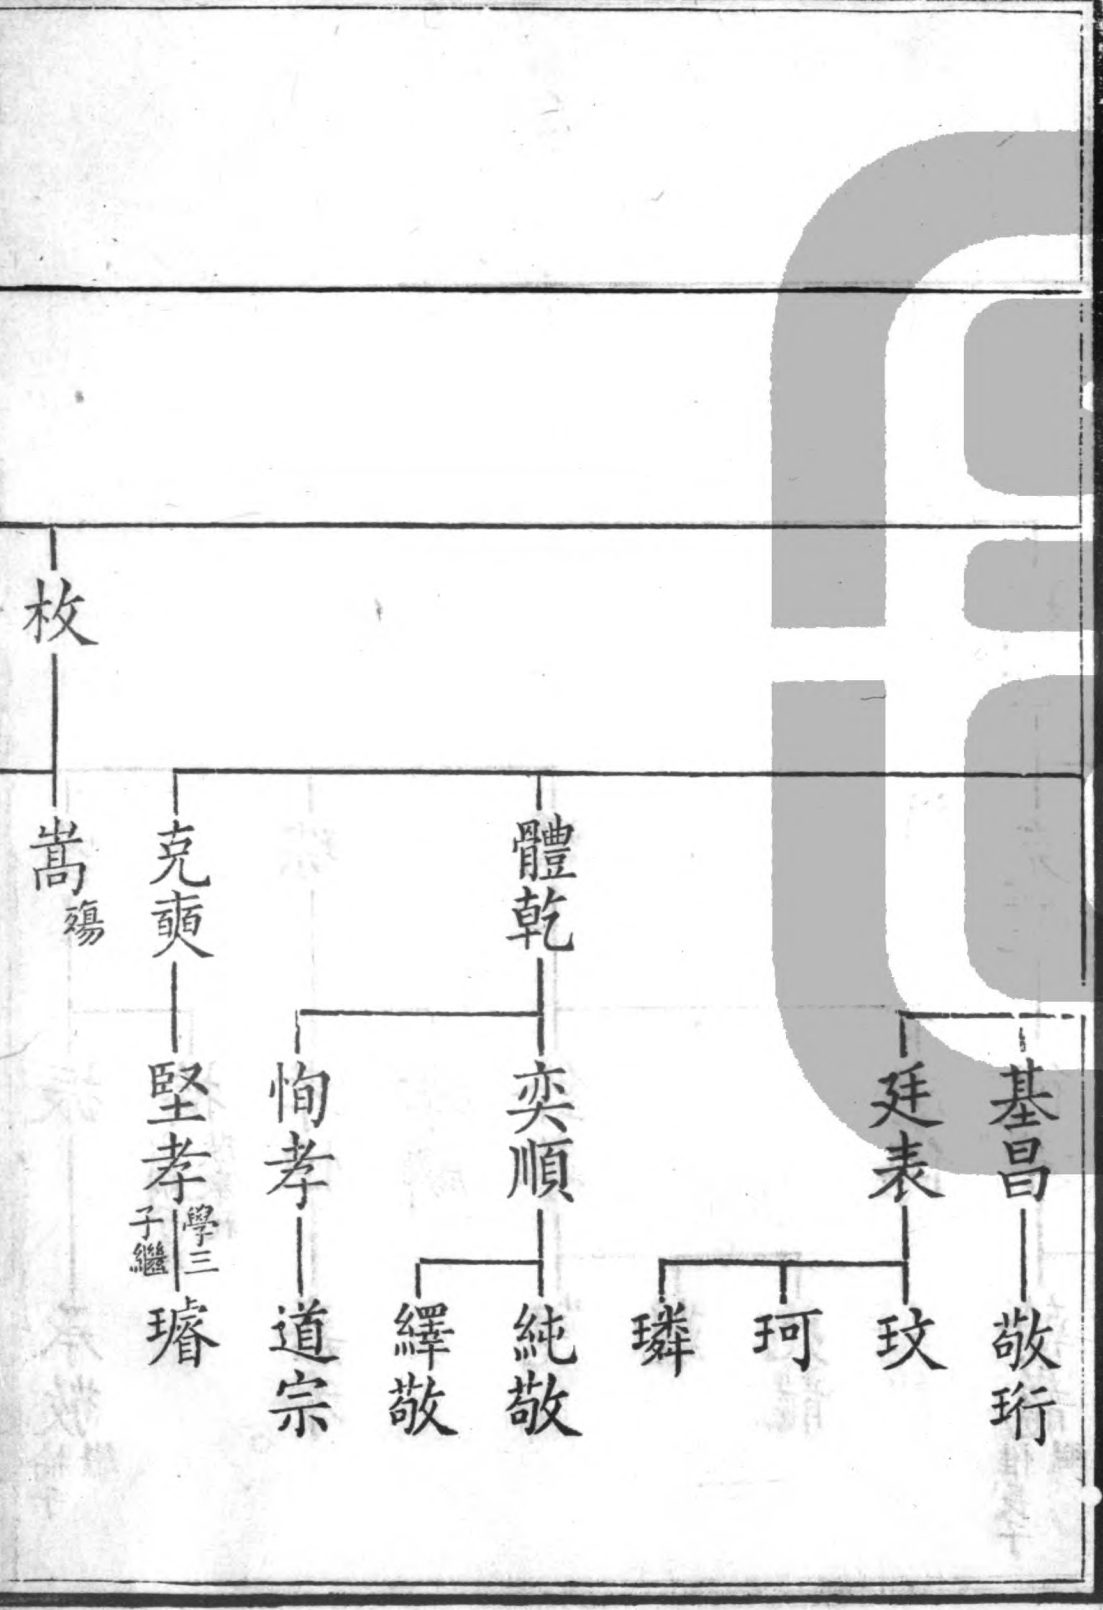 基昌
敬珩
廷表
玟
珂
璘
體乾
奕順
純敬
繹敬
恂孝
道宗
克奭
堅孝
學三
子繼
璿
枚
嵩
殤